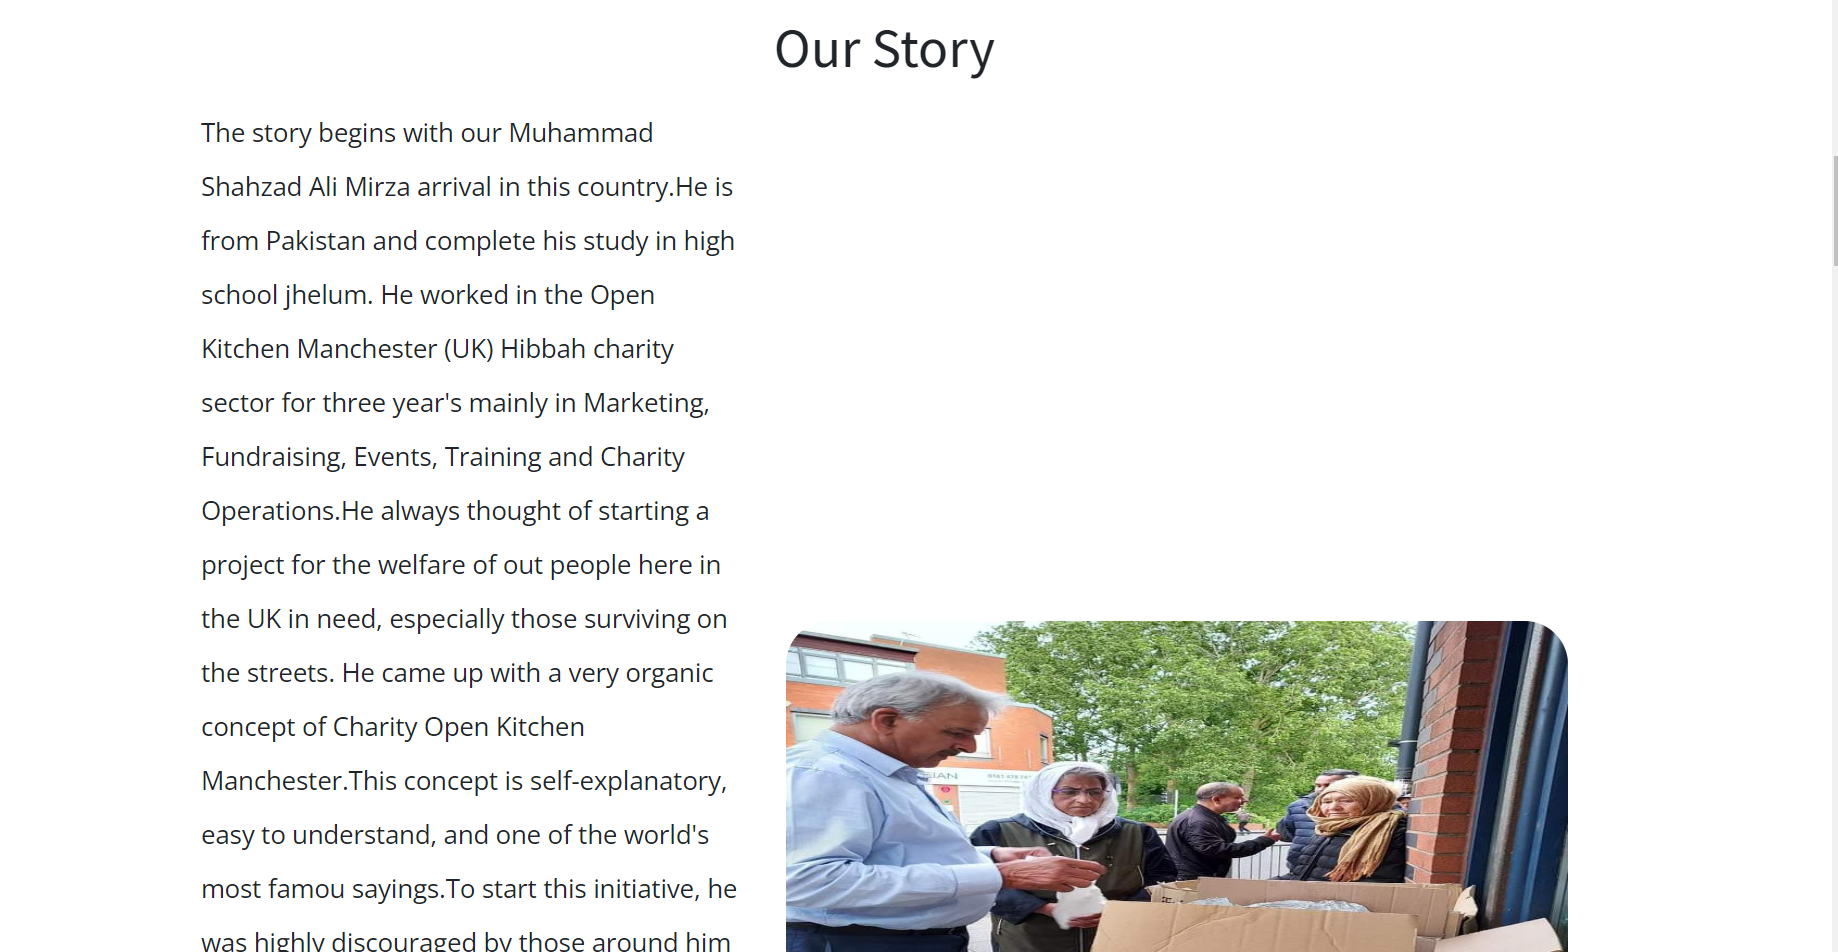 Our Story
The story begins with our Muhammad
Shahzad Ali Mirza arrival in this country.He is
from Pakistan and complete his study in high
school jhelum. He worked in the Open
Kitchen Manchester (UK) Hibbah charity
sector for three year's mainly in Marketing,
Fundraising, Events, Training and Charity
Operations.He always thought of starting a
project for the welfare of out people here in
the UK in need, especially those surviving on
the streets. He came up with a very organic
concept of Charity Open Kitchen
Manchester.This concept is self-explanatory,
easy to understand, and one of the world's
most famou sayings.To start this initiative, he
was highly discouraged by those around him